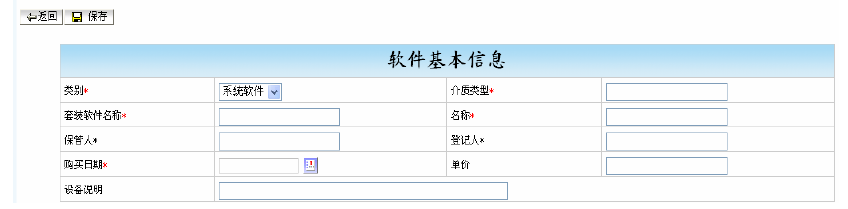 返回 保存
软件基本信息
类别* 系统软件 介质类型*
套装软件名称* 名称*
保管人* 登记人*
购买日期* 单价
设备说明